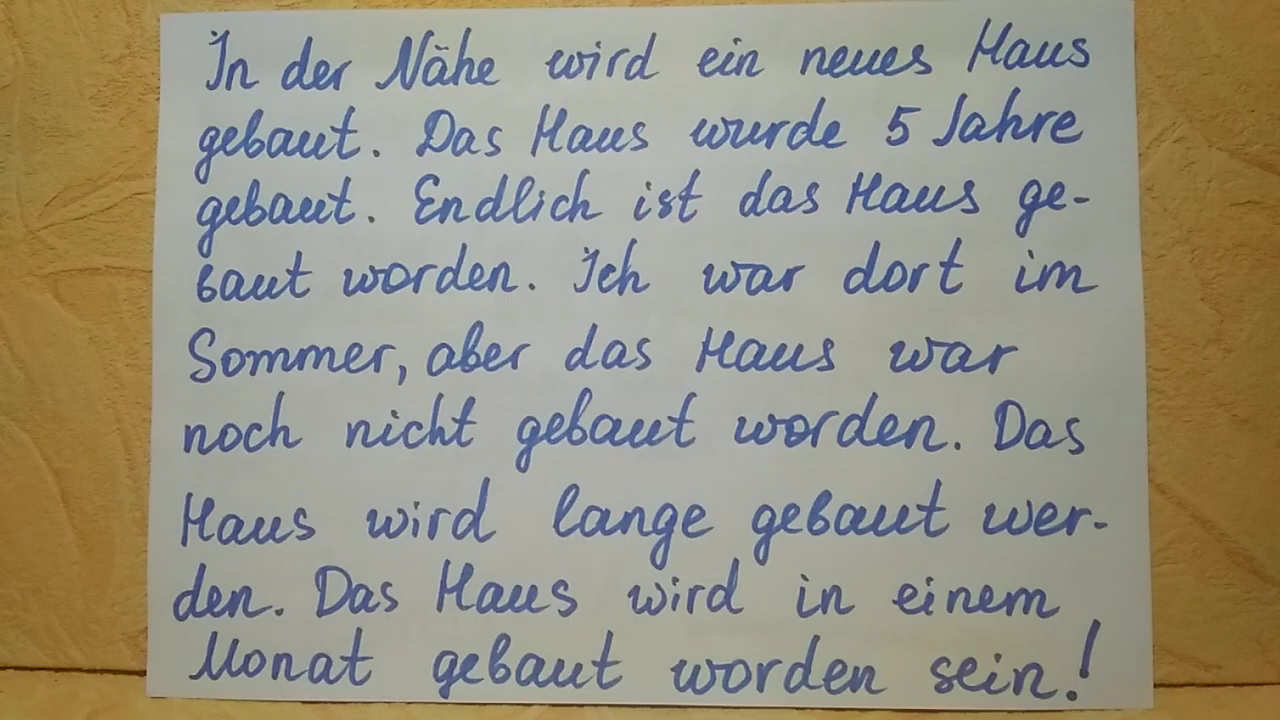 In der Nähe wird ein neues Haus
gebaut. Das Haus wurde 5 Jahre
gebaut. Endlich ist das Haus ge-
baut worden. Ich war dort im
Sommer, aber das Haus war
noch nicht gebaut worden. Das
Haus wird lange gebaut wer-
den. Das Haus wird in einem
Monat gebaut worden sein!